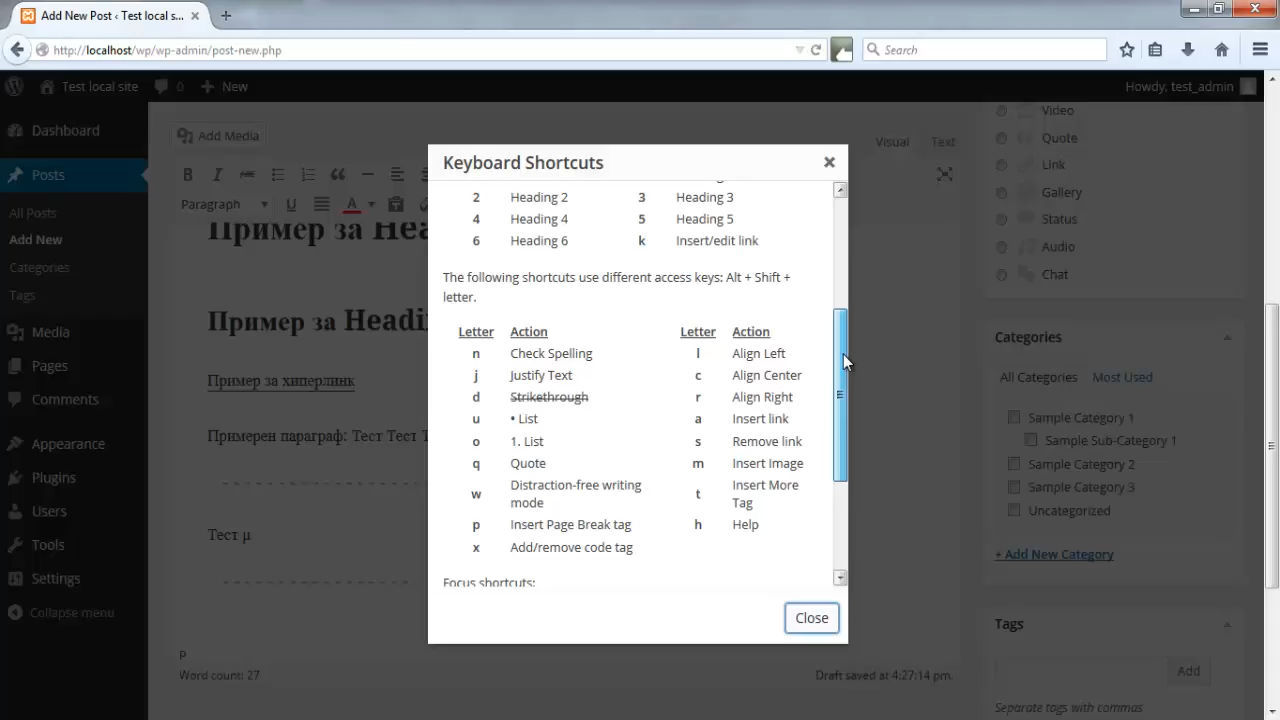 Add New Post ‹ Test local s...
http://localhost/wp-admin/post-new.php
Search
Test local site
0
New
Howdy, test_admin
Dashboard
Posts
All Posts
Add New
Categories
Tags
Media
Pages
Comments
Appearance
Plugins
Users
Tools
Settings
Collapse menu
Add Media
Visual
Text
B I ABC
Paragraph
U A
Пример за
Пример за Headi
Пример за хиперлинк
Примерен параграф: Тест Тест
Тест μ
p
Word count: 27
Draft saved at 4:27:14 pm.
Keyboard Shortcuts
2 Heading 2 3 Heading 3
4 Heading 4 5 Heading 5
6 Heading 6 k Insert/edit link
The following shortcuts use different access keys: Alt + Shift +
letter.
Letter Action Letter Action
n Check Spelling l Align Left
j Justify Text c Align Center
d Strikethrough r Align Right
u • List a Insert link
o 1. List s Remove link
q Quote m Insert Image
w Distraction-free writing mode t Insert More Tag
p Insert Page Break tag h Help
x Add/remove code tag
Focus shortcuts:
Close
Video
Quote
Link
Gallery
Status
Audio
Chat
Categories
All Categories Most Used
Sample Category 1
Sample Sub-Category 1
Sample Category 2
Sample Category 3
Uncategorized
+ Add New Category
Tags
Add
Separate tags with commas